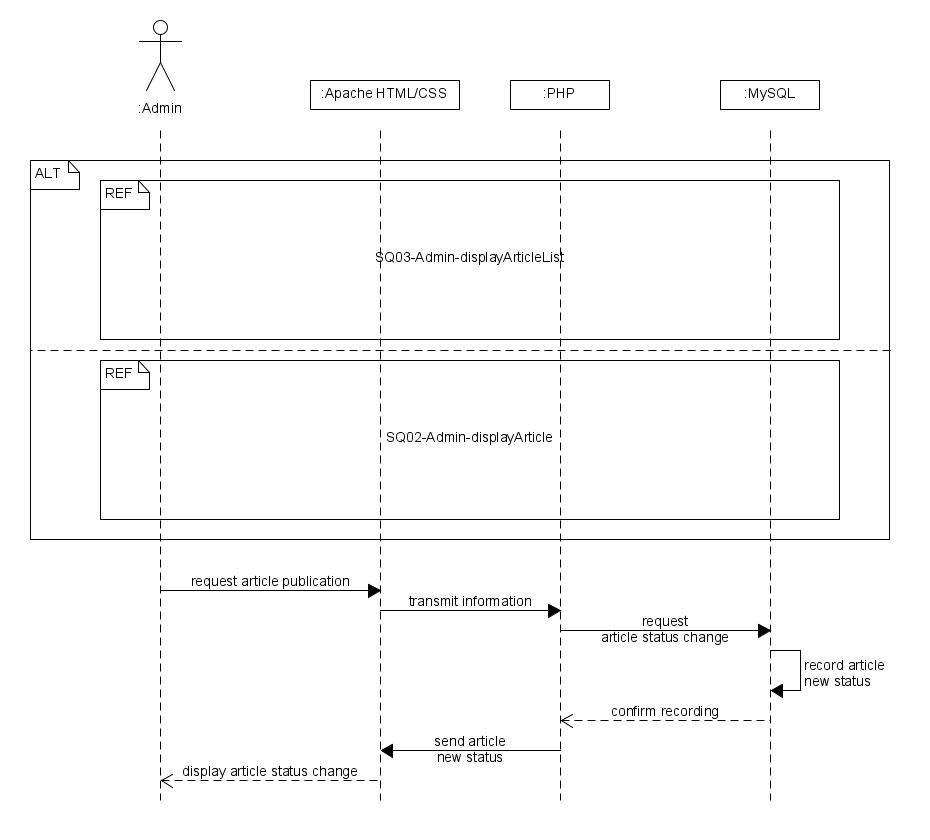 :Admin
:Apache HTML/CSS
:PHP
:MySQL
ALT
REF
SQ03-Admin-displayArticleList
REF
SQ02-Admin-displayArticle
request article publication
transmit information
request
article status change
record article
new status
confirm recording
send article
new status
display article status change